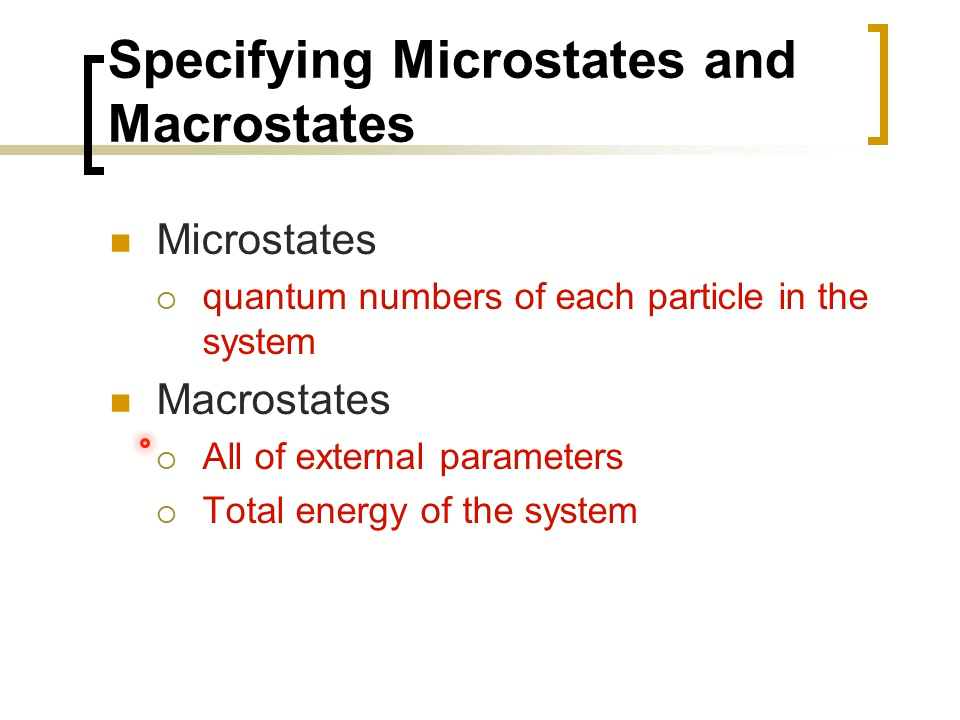 Specifying Microstates and
Macrostates
Microstates
quantum numbers of each particle in the
system
Macrostates
All of external parameters
Total energy of the system